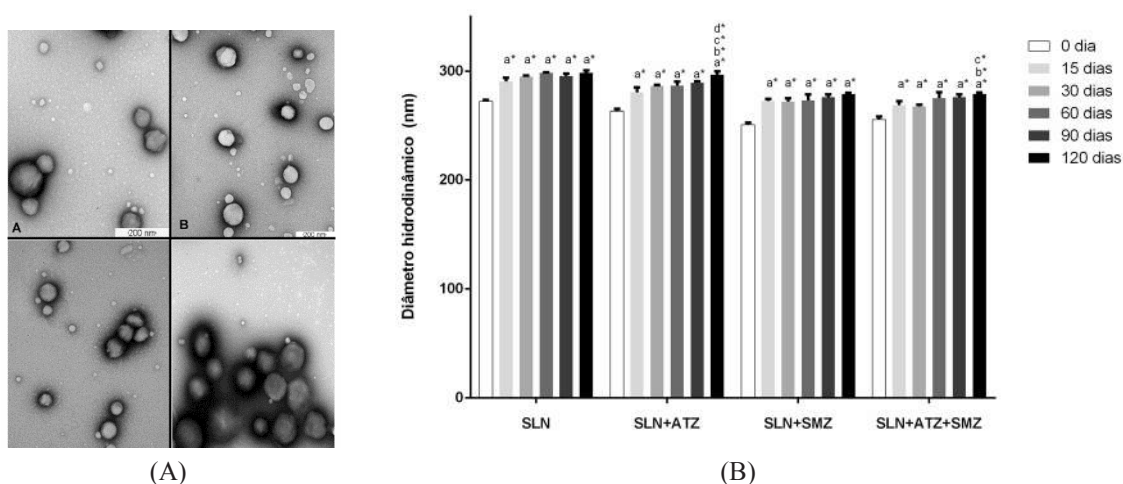 A
200 nm
B
200 nm
Diâmetro hidrodinâmico (nm)
300
200
100
0
a* a* a* a* a*
a* a* a* a*
d*
c*
b*
a*
a* a* a* a* a*
a* a* a* a*
c*
b*
a*
SLN
SLN+ATZ
SLN+SMZ
SLN+ATZ+SMZ
0 dia
15 dias
30 dias
60 dias
90 dias
120 dias
(A)
(B)